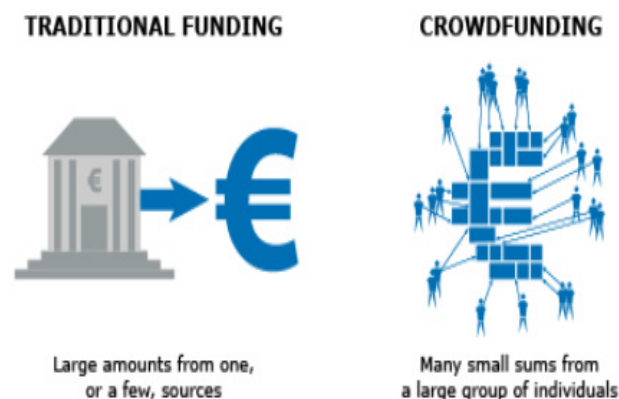 TRADITIONAL FUNDING
€
€
Large amounts from one,
or a few, sources
CROWDFUNDING
€
Many small sums from
a large group of individuals